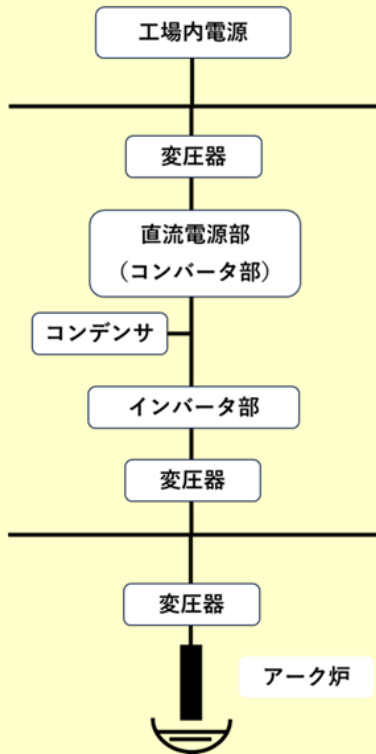 工場内電源
変圧器
直流電源部
（コンバータ部）
コンデンサ
インバータ部
変圧器
変圧器
アーク炉